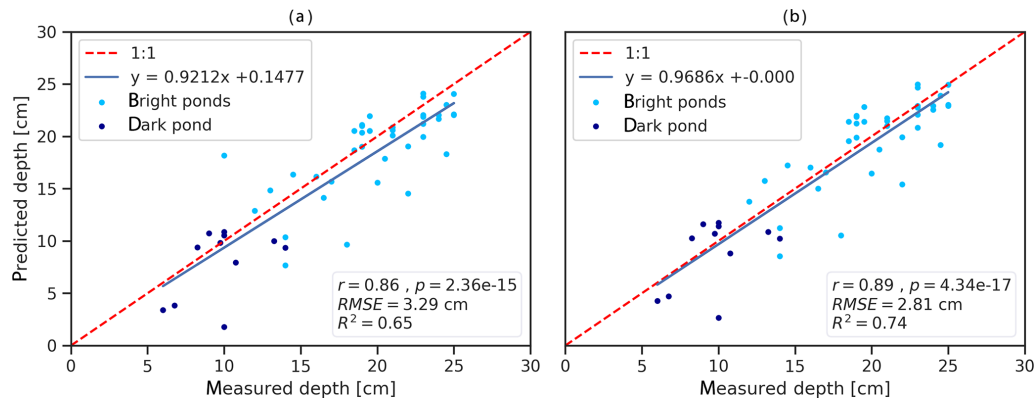 (a)
30
25
20
15
10
5
0
Predicted depth [cm]
1:1
y = 0.9212x +0.1477
Bright ponds
Dark pond
r = 0.86 , p = 2.36e-15
RMSE = 3.29 cm
R² = 0.65
0 5 10 15 20 25 30
Measured depth [cm]
(b)
1:1
y = 0.9686x +-0.000
Bright ponds
Dark pond
r = 0.89 , p = 4.34e-17
RMSE = 2.81 cm
R² = 0.74
0 5 10 15 20 25 30
Measured depth [cm]